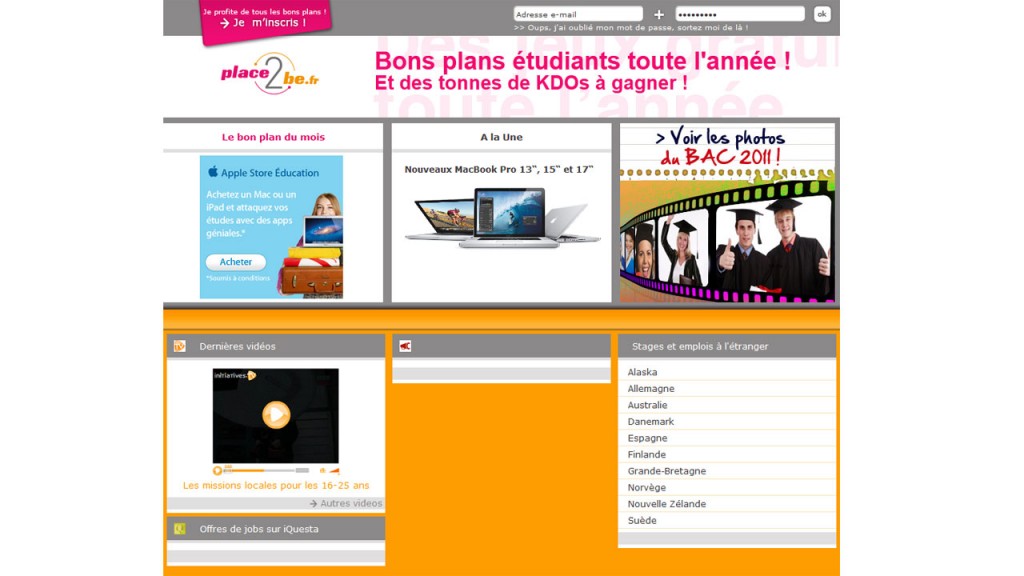 Je profite de tous les bons plans !
→ Je m'inscris !
Adresse e-mail
+
•••••••••
ok
>> Oups, j'ai oublié mon mot de passe, sortez moi de là !
place2be.fr
Des jeux gratui
toute l'année
Bons plans étudiants toute l'année !
Et des tonnes de KDOs à gagner !
Le bon plan du mois
Apple Store Éducation
Achetez un Mac ou un
iPad et attaquez vos
études avec des apps
géniales.*
Acheter
*Soumis à conditions
A la Une
Nouveaux MacBook Pro 13", 15" et 17"
> Voir les photos
du BAC 2011 !
Dernières vidéos
initiatives
Les missions locales pour les 16-25 ans
→ Autres videos
Offres de jobs sur iQuesta
Stages et emplois à l'étranger
Alaska
Allemagne
Australie
Danemark
Espagne
Finlande
Grande-Bretagne
Norvège
Nouvelle Zélande
Suède